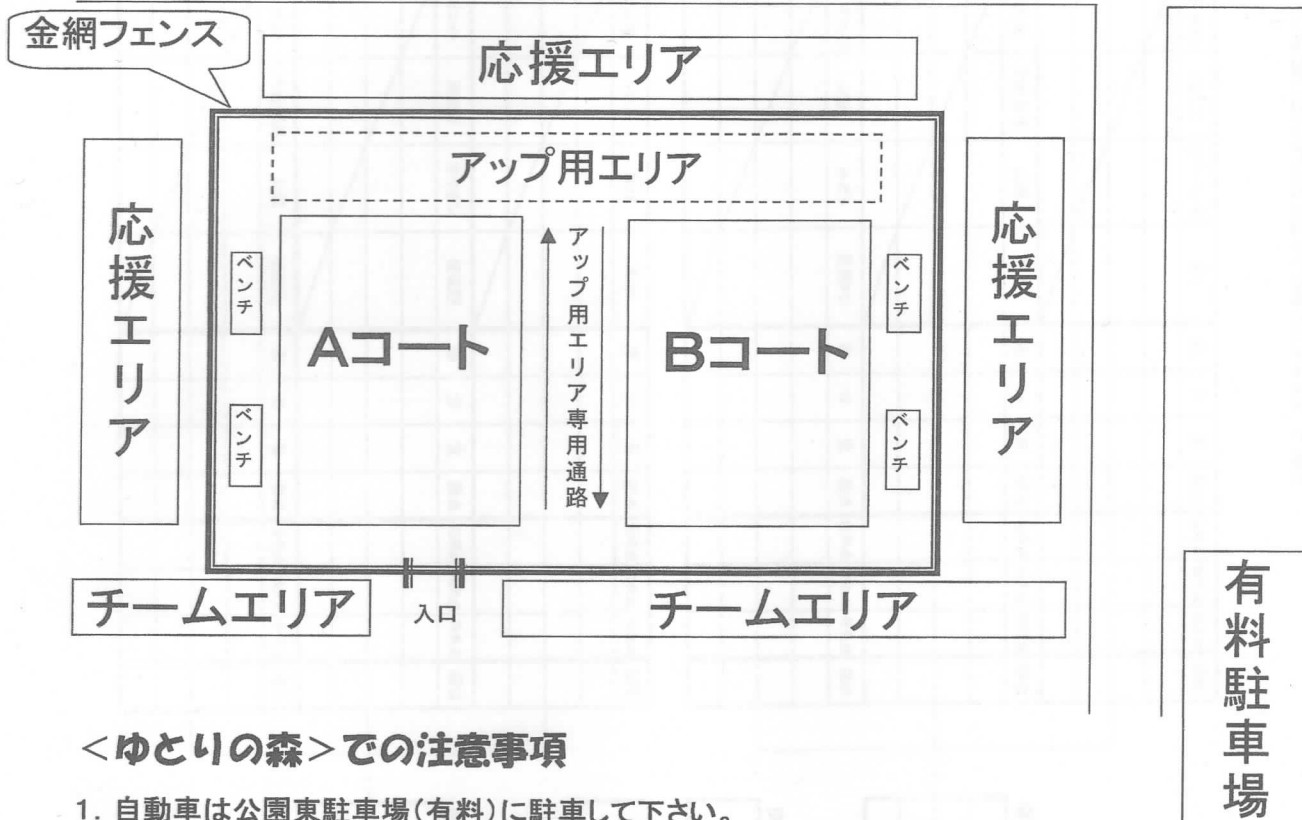 金網フェンス
応援エリア
アップ用エリア
応援エリア
ベンチ
ベンチ
Aコート
アップ用エリア専用通路
Bコート
ベンチ
ベンチ
応援エリア
チームエリア
入口
チームエリア
有料駐車場
＜ゆとりの森＞での注意事項
1. 自動車は公園東駐車場(有料)に駐車して下さい。